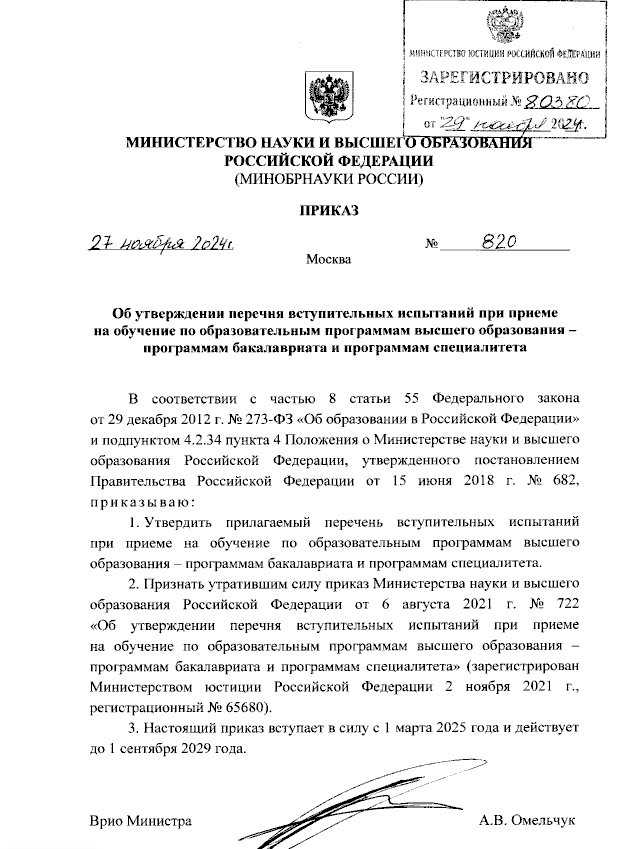 МИНИСТЕРСТВО ЮСТИЦИИ РОССИЙСКОЙ ФЕДЕРАЦИИ
ЗАРЕГИСТРИРОВАНО
Регистрационный № 80380
от "29" ноября 2024г.
МИНИСТЕРСТВО НАУКИ И ВЫСШЕГО ОБРАЗОВАНИЯ
РОССИЙСКОЙ ФЕДЕРАЦИИ
(МИНОБРНАУКИ РОССИИ)
ПРИКАЗ
27 ноября 2024г. № 820
Москва
Об утверждении перечня вступительных испытаний при приеме
на обучение по образовательным программам высшего образования –
программам бакалавриата и программам специалитета
В соответствии с частью 8 статьи 55 Федерального закона
от 29 декабря 2012 г. № 273-ФЗ «Об образовании в Российской Федерации»
и подпунктом 4.2.34 пункта 4 Положения о Министерстве науки и высшего
образования Российской Федерации, утвержденного постановлением
Правительства Российской Федерации от 15 июня 2018 г. № 682,
приказываю:
1. Утвердить прилагаемый перечень вступительных испытаний
при приеме на обучение по образовательным программам высшего
образования – программам бакалавриата и программам специалитета.
2. Признать утратившим силу приказ Министерства науки и высшего
образования Российской Федерации от 6 августа 2021 г. № 722
«Об утверждении перечня вступительных испытаний при приеме
на обучение по образовательным программам высшего образования –
программам бакалавриата и программам специалитета» (зарегистрирован
Министерством юстиции Российской Федерации 2 ноября 2021 г.,
регистрационный № 65680).
3. Настоящий приказ вступает в силу с 1 марта 2025 года и действует
до 1 сентября 2029 года.
Врио Министра А.В. Омельчук